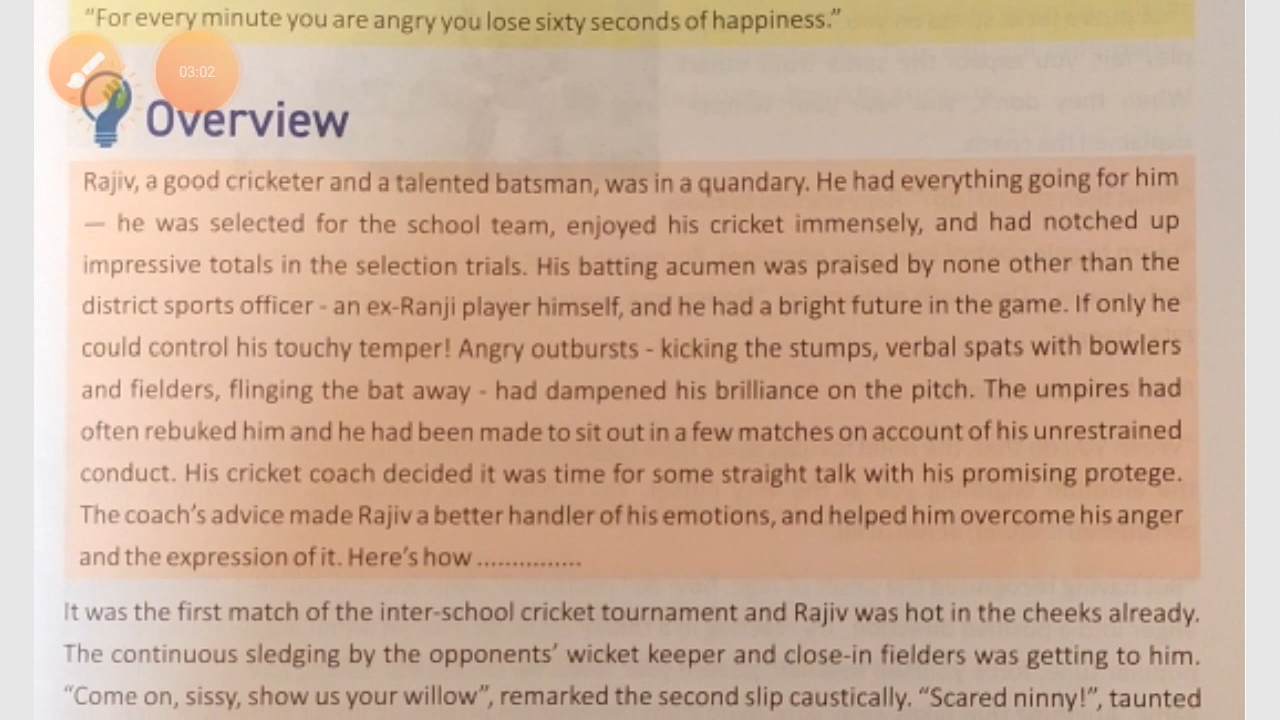 “For every minute you are angry you lose sixty seconds of happiness.”
03:02
Overview
Rajiv, a good cricketer and a talented batsman, was in a quandary. He had everything going for him
— he was selected for the school team, enjoyed his cricket immensely, and had notched up
impressive totals in the selection trials. His batting acumen was praised by none other than the
district sports officer - an ex-Ranji player himself, and he had a bright future in the game. If only he
could control his touchy temper! Angry outbursts - kicking the stumps, verbal spats with bowlers
and fielders, flinging the bat away - had dampened his brilliance on the pitch. The umpires had
often rebuked him and he had been made to sit out in a few matches on account of his unrestrained
conduct. His cricket coach decided it was time for some straight talk with his promising protege.
The coach’s advice made Rajiv a better handler of his emotions, and helped him overcome his anger
and the expression of it. Here’s how ...............
It was the first match of the inter-school cricket tournament and Rajiv was hot in the cheeks already.
The continuous sledging by the opponents’ wicket keeper and close-in fielders was getting to him.
“Come on, sissy, show us your willow”, remarked the second slip caustically. “Scared ninny!”, taunted